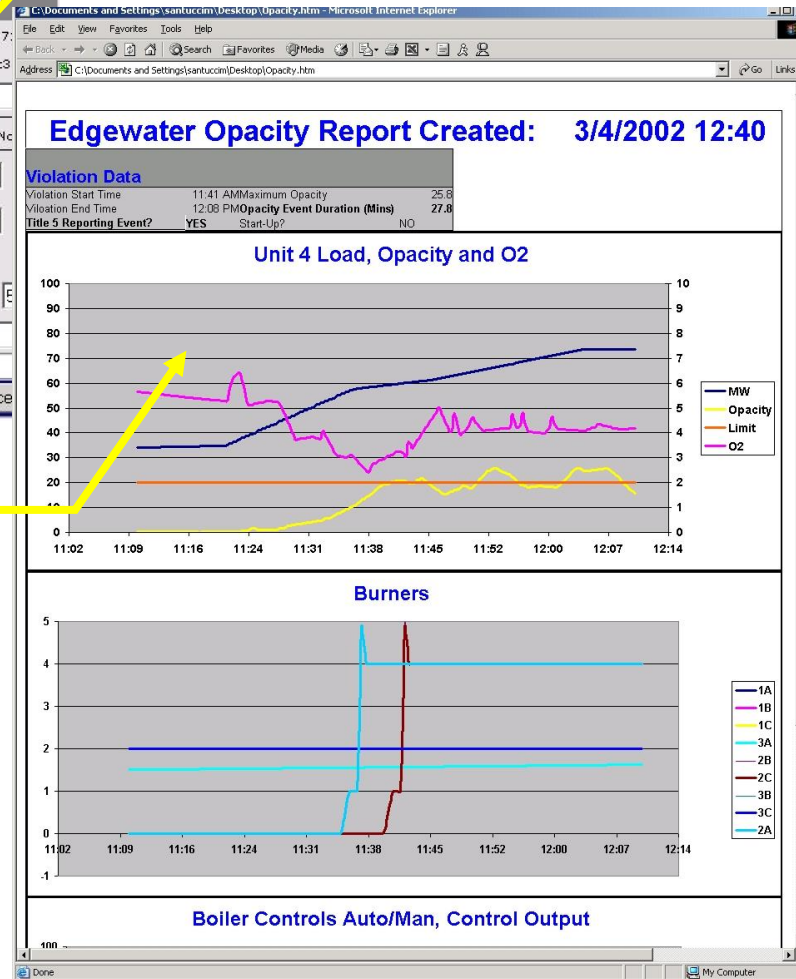 C:\Documents and Settings\santuccim\Desktop\Opacity.htm - Microsoft Internet Explorer
File Edit View Favorites Tools Help
Back Search Favorites Media
Address C:\Documents and Settings\santuccim\Desktop\Opacity.htm Go Links
Edgewater Opacity Report Created: 3/4/2002 12:40
Violation Data
Violation Start Time 11:41 AM Maximum Opacity 25.8
Viloation End Time 12:08 PM Opacity Event Duration (Mins) 27.8
Title 5 Reporting Event? YES Start-Up? NO
Unit 4 Load, Opacity and O2
100 10
90 9
80 8
70 7
60 6
50 5
40 4
30 3
20 2
10 1
0 0
MW
Opacity
Limit
O2
11:02 11:09 11:16 11:24 11:31 11:38 11:45 11:52 12:00 12:07 12:14
Burners
5
4
3
2
1
0
-1
1A
1B
1C
3A
2B
2C
3B
3C
2A
11:02 11:09 11:16 11:24 11:31 11:38 11:45 11:52 12:00 12:07 12:14
Boiler Controls Auto/Man, Control Output
100
Done My Computer